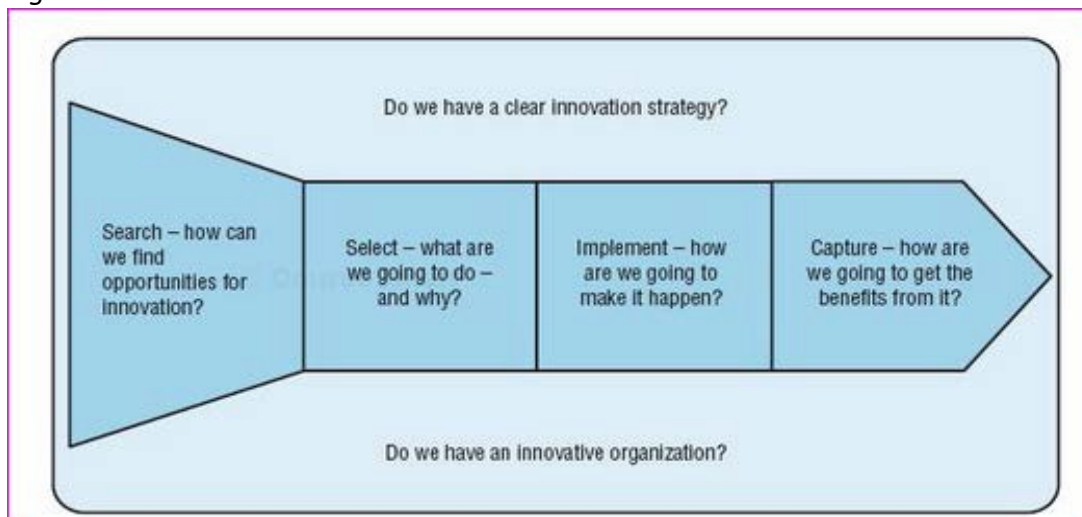 Do we have a clear innovation strategy?
Search – how can
we find
opportunities for
innovation?
Select – what are
we going to do –
and why?
Implement – how
are we going to
make it happen?
Capture – how are
we going to get the
benefits from it?
Do we have an innovative organization?